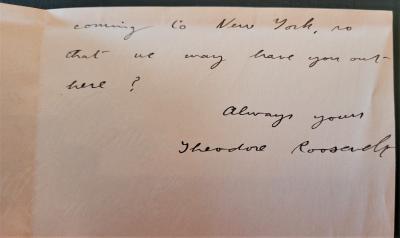 coming to New York, so
that we may have you out-
here?
Always yours
Theodore Roosevelt